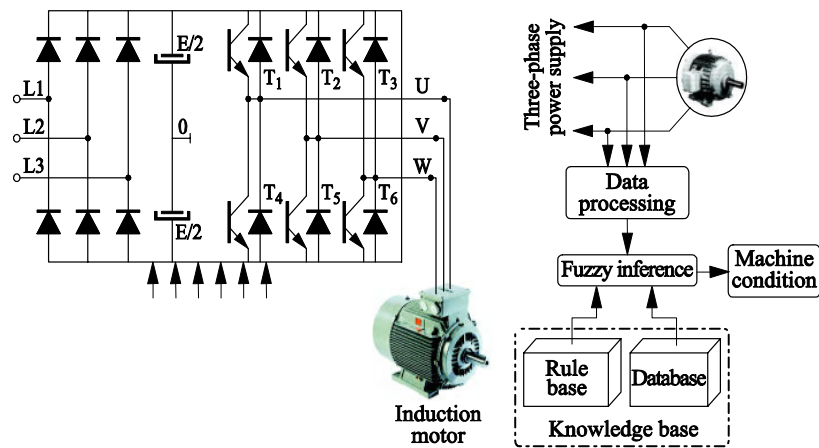 E/2
T1
T2
T3
U
L1
L2
0
V
L3
W
T4
T5
T6
E/2
Induction
motor
Three-phase
power supply
Data
processing
Fuzzy inference
Machine
condition
Rule
base
Database
Knowledge base